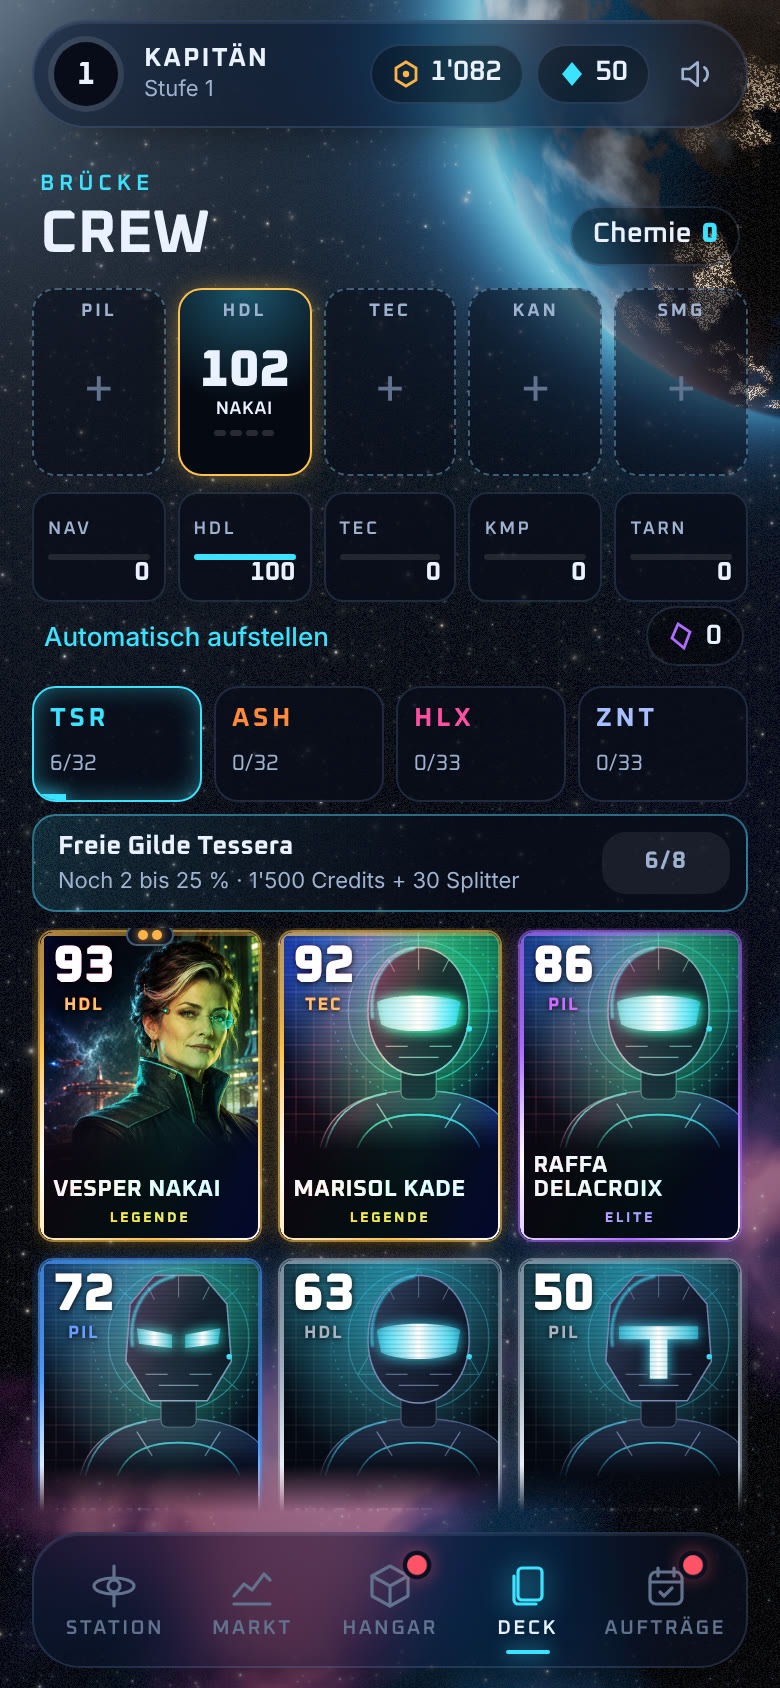 1
KAPITÄN
Stufe 1
1'082
50
BRÜCKE
CREW
Chemie 0
PIL
HDL
TEC
KAN
SMG
+
102
+
+
+
NAKAI
NAV
HDL
TEC
KMP
TARN
0
100
0
0
0
Automatisch aufstellen
0
TSR
ASH
HLX
ZNT
6/32
0/32
0/33
0/33
Freie Gilde Tessera
Noch 2 bis 25 % · 1'500 Credits + 30 Splitter
6/8
93
HDL
VESPER NAKAI
LEGENDE
92
TEC
MARISOL KADE
LEGENDE
86
PIL
RAFFA
DELACROIX
ELITE
72
PIL
63
HDL
50
PIL
STATION
MARKT
HANGAR
DECK
AUFTRÄGE